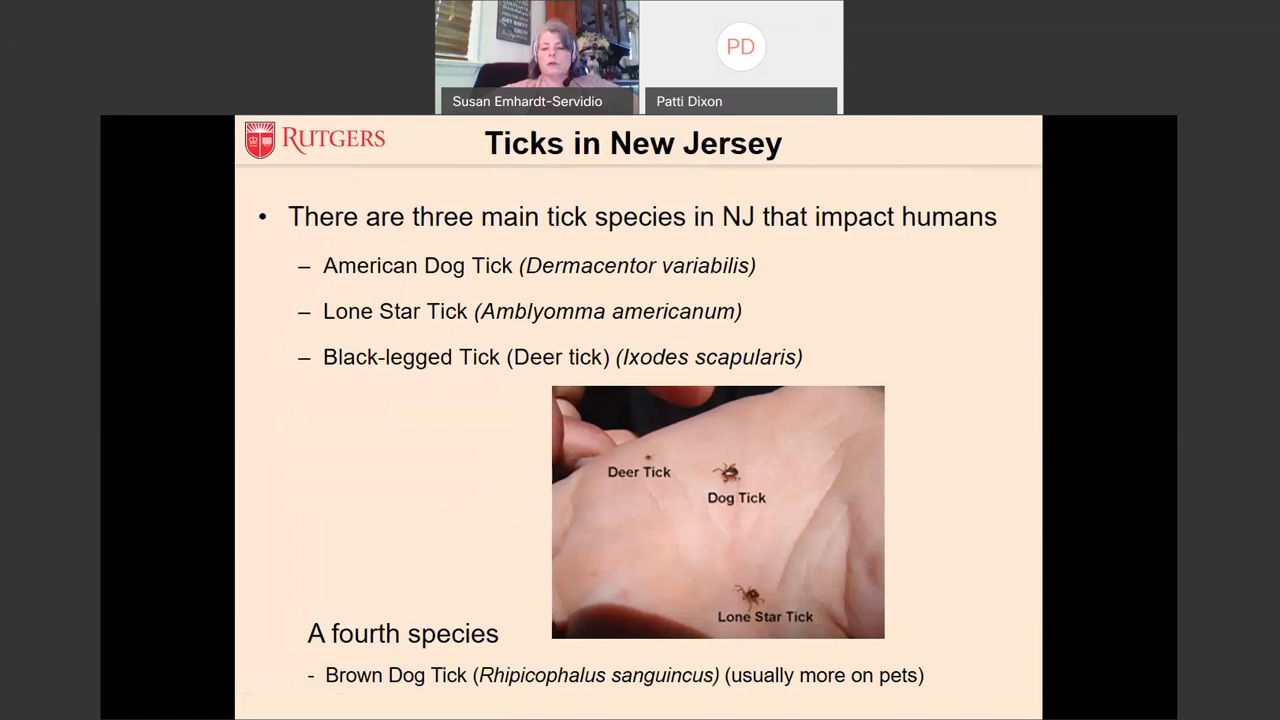 Susan Emhardt-Servidio
PD
Patti Dixon
RUTGERS
Ticks in New Jersey
• There are three main tick species in NJ that impact humans
– American Dog Tick (Dermacentor variabilis)
– Lone Star Tick (Amblyomma americanum)
– Black-legged Tick (Deer tick) (Ixodes scapularis)
Deer Tick
Dog Tick
Lone Star Tick
A fourth species
- Brown Dog Tick (Rhipicophalus sanguincus) (usually more on pets)